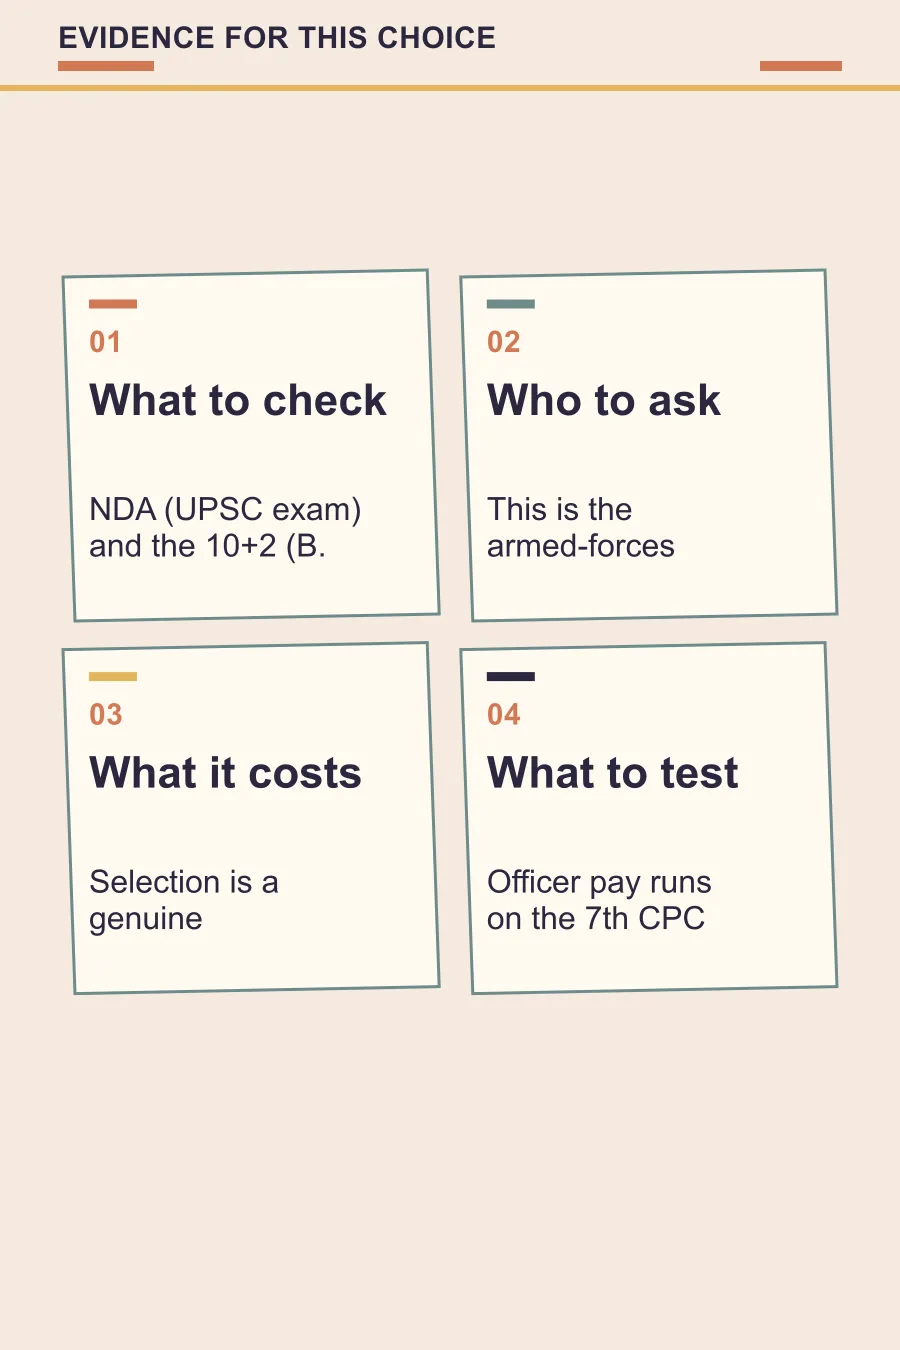 EVIDENCE FOR THIS CHOICE
01
What to check
NDA (UPSC exam)
and the 10+2 (B.
02
Who to ask
This is the
armed-forces
03
What it costs
Selection is a
genuine
04
What to test
Officer pay runs
on the 7th CPC